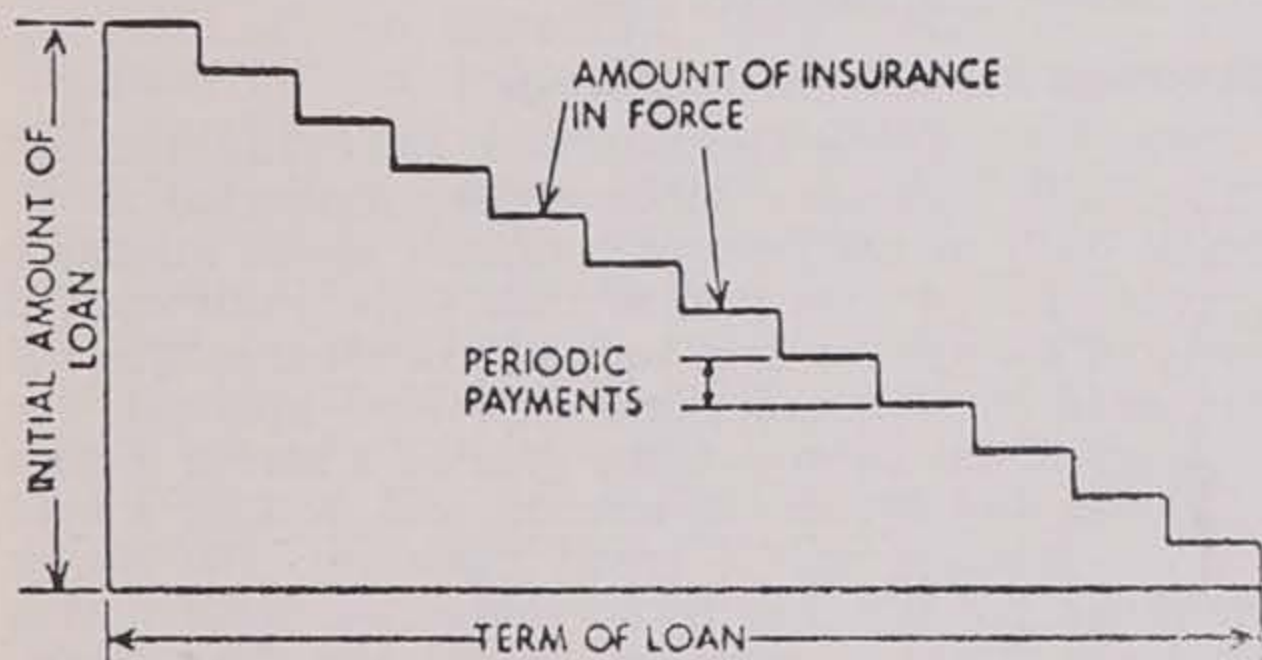 INITIAL AMOUNT OF
LOAN
AMOUNT OF INSURANCE
IN FORCE
PERIODIC
PAYMENTS
TERM OF LOAN